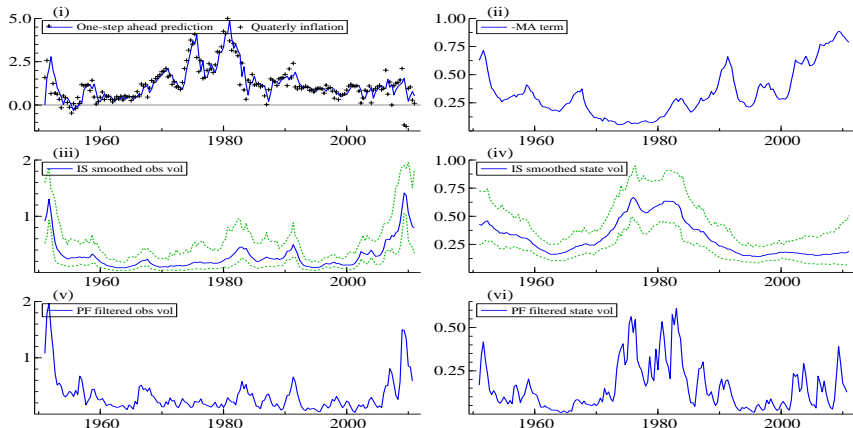 (i)
5.0
One-step ahead prediction
Quaterly inflation
2.5
0.0
1960
1980
2000
(ii)
1.00
-MA term
0.75
0.50
0.25
1960
1980
2000
(iii)
2
IS smoothed obs vol
1
1960
1980
2000
(iv)
1.00
IS smoothed state vol
0.75
0.50
0.25
1960
1980
2000
(v)
2
PF filtered obs vol
1
1960
1980
2000
(vi)
PF filtered state vol
0.50
0.25
1960
1980
2000